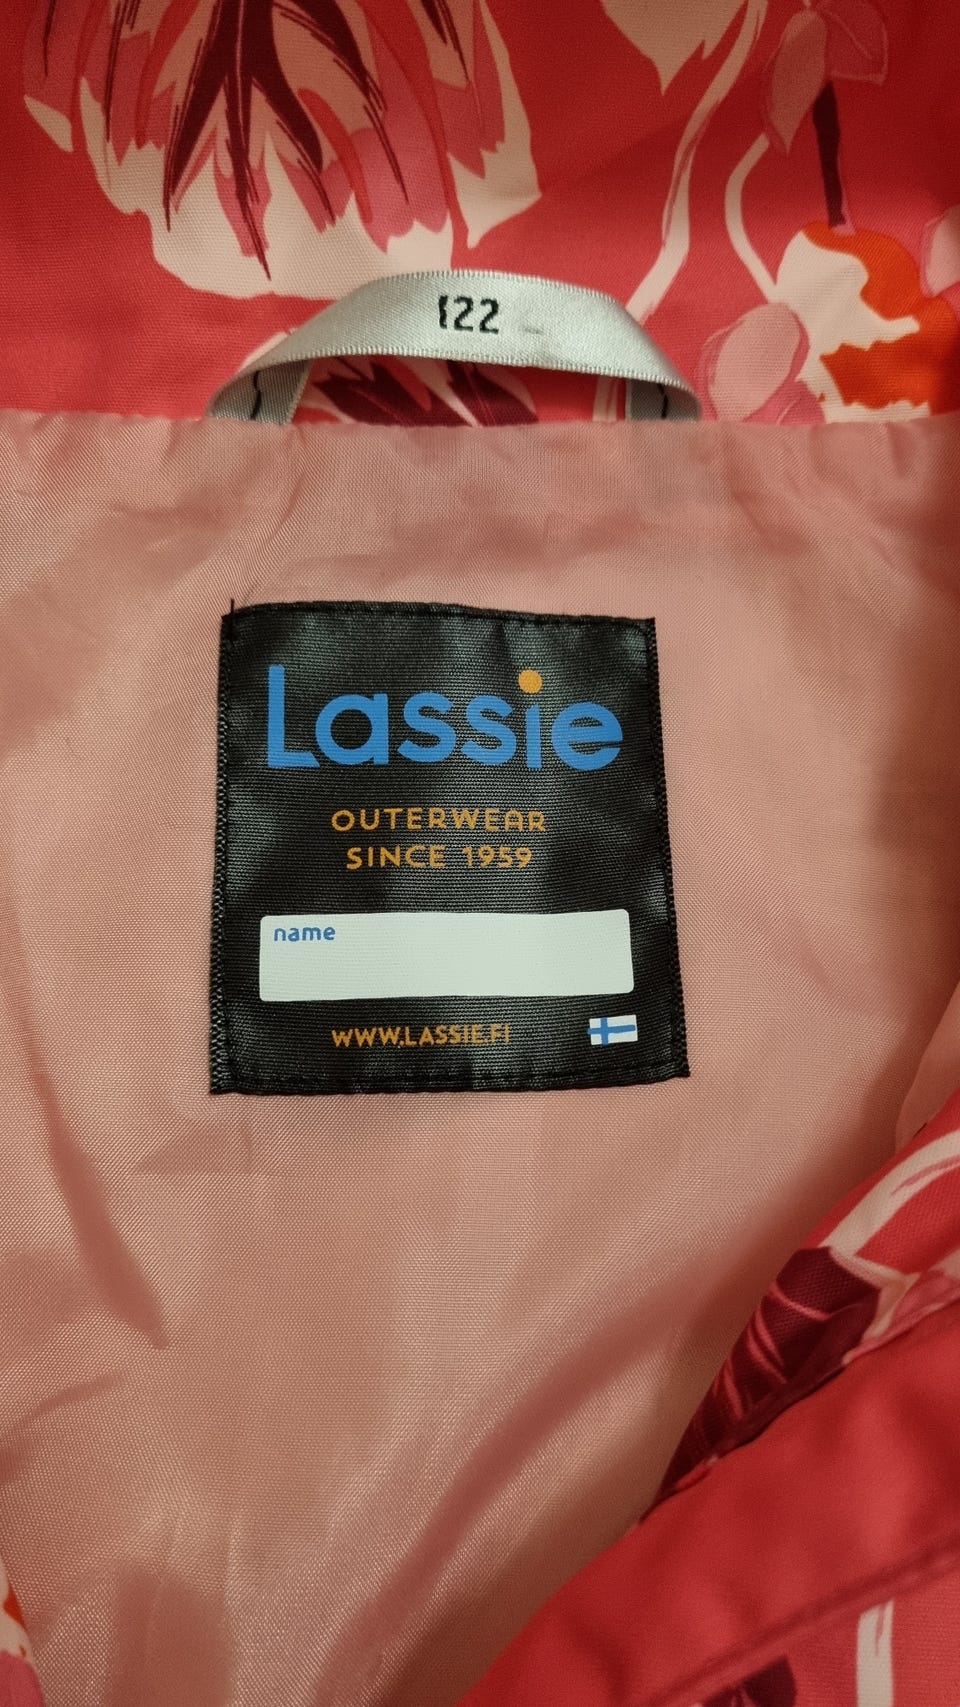 122
Lassie
OUTERWEAR
SINCE 1959
name
WWW.LASSIE.FI